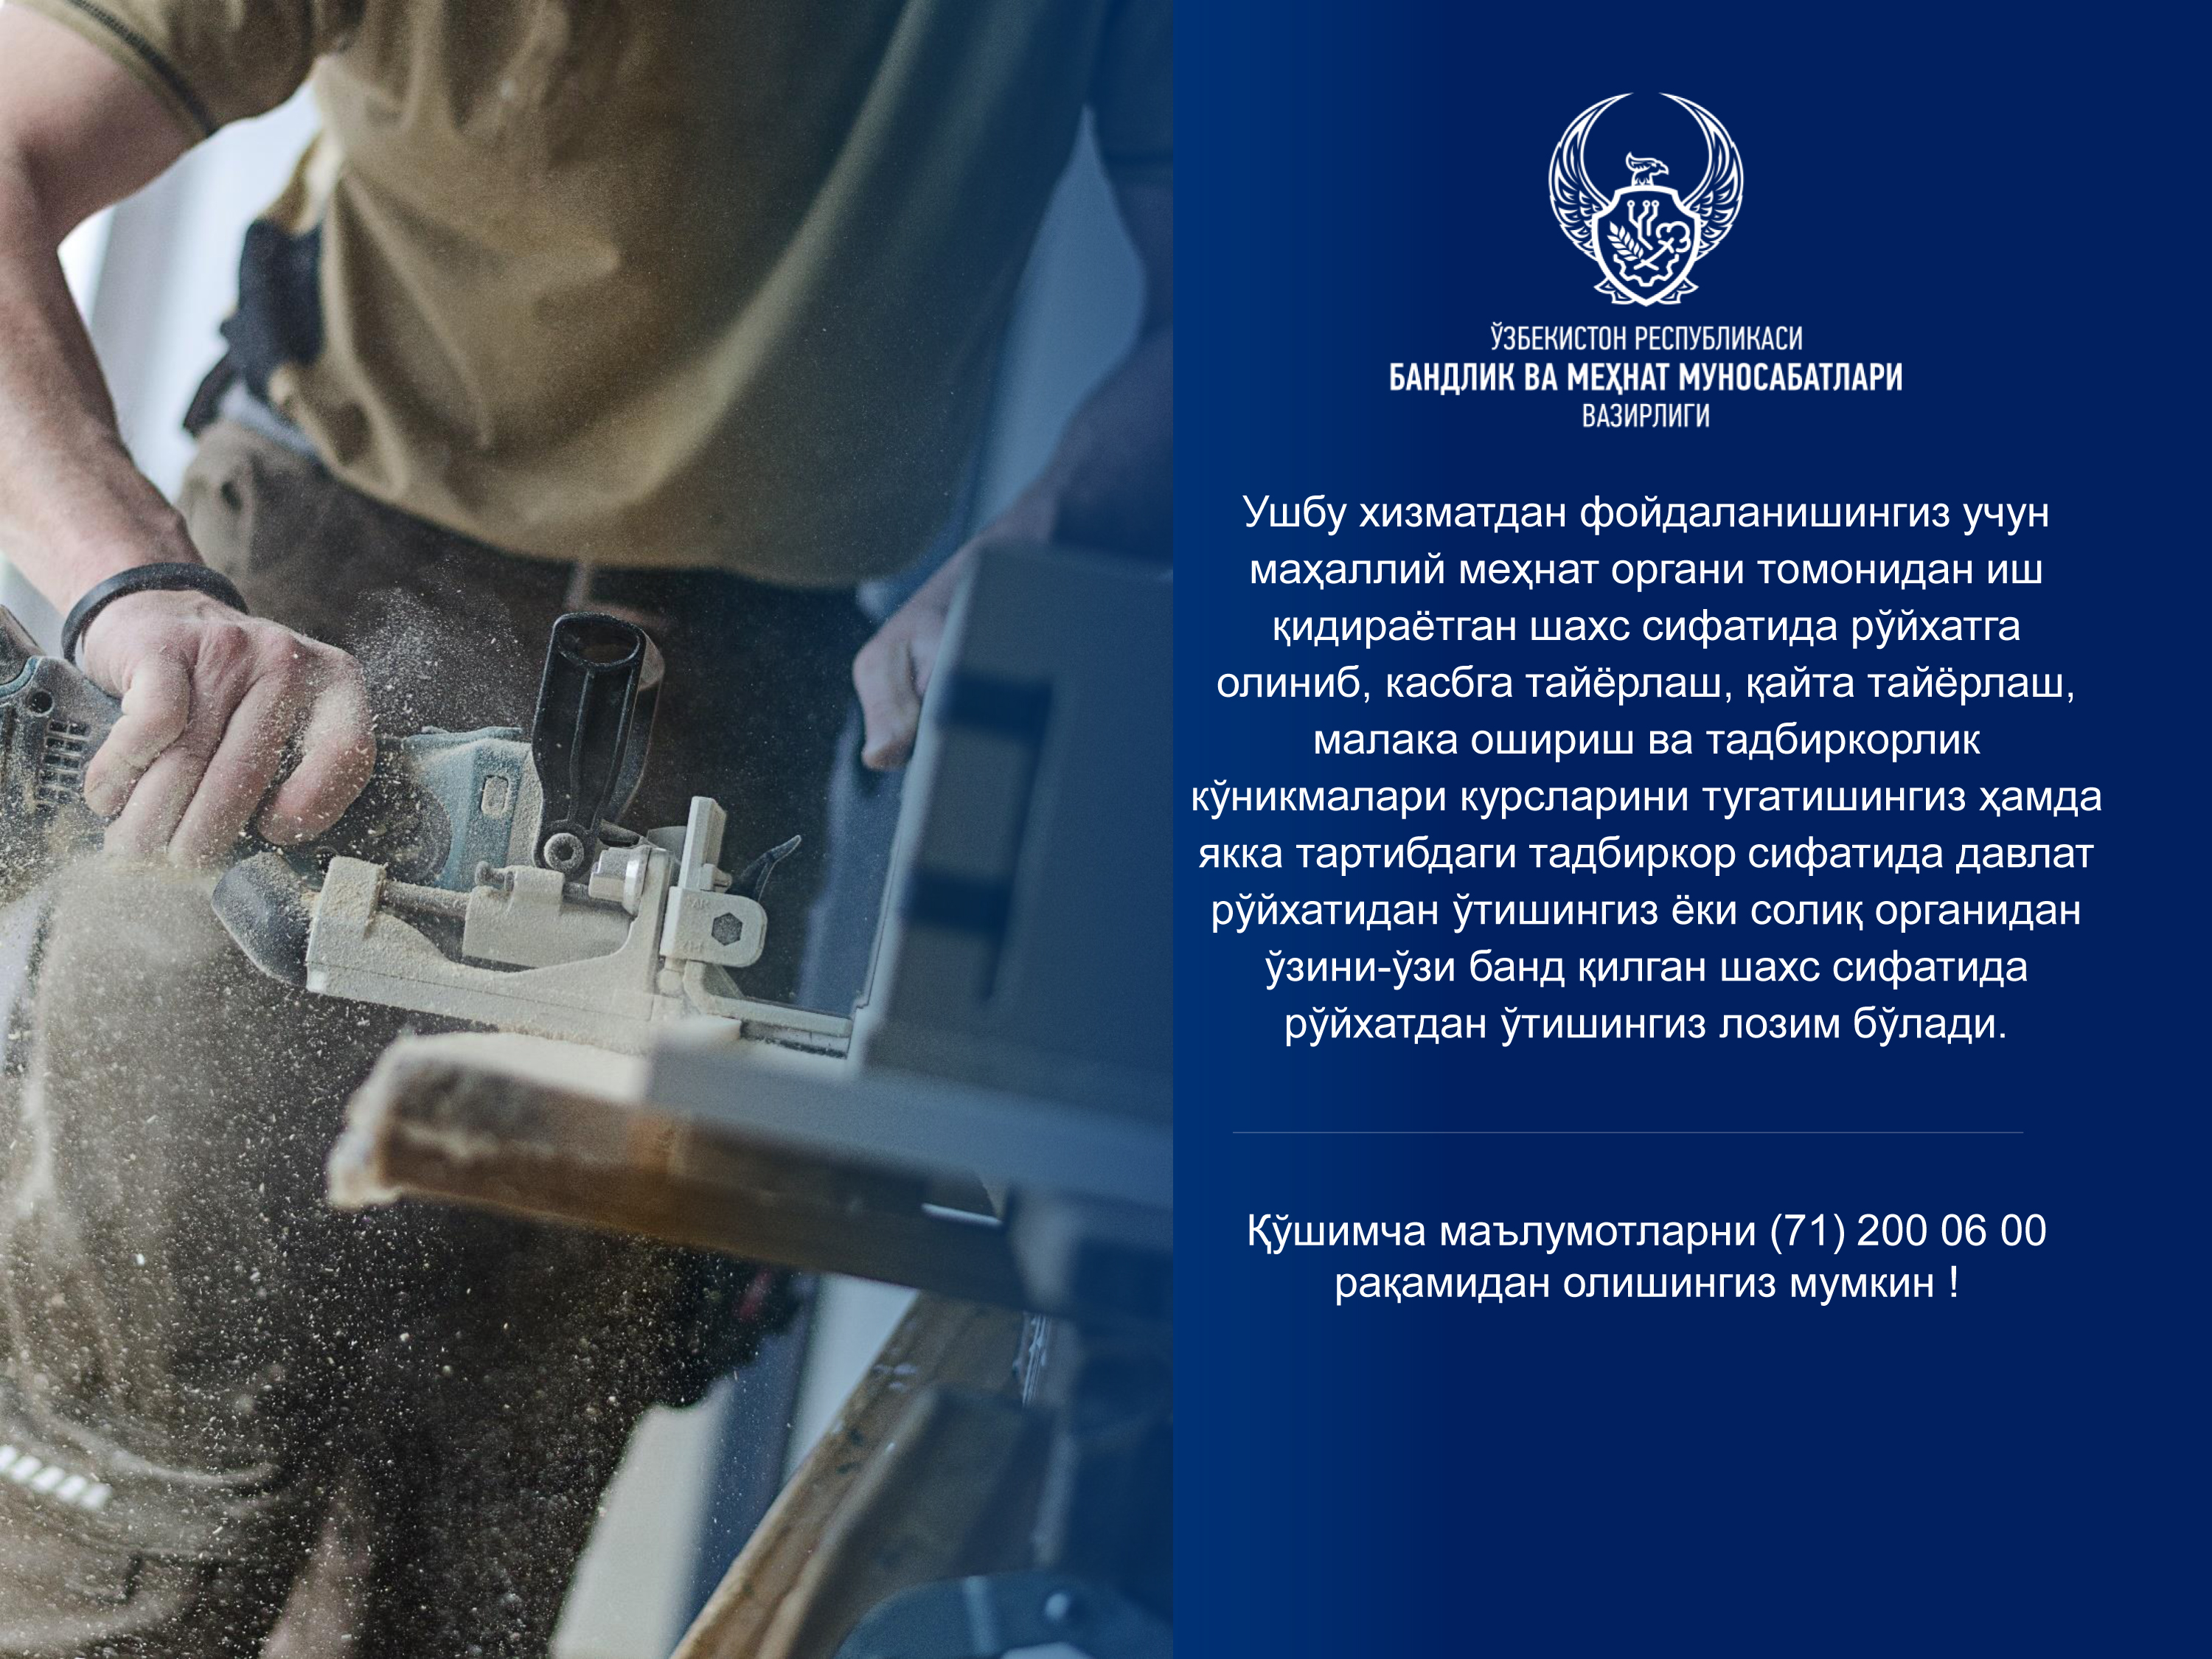 ЎЗБЕКИСТОН РЕСПУБЛИКАСИ
БАНДЛИК ВА МЕҲНАТ МУНОСАБАТЛАРИ
ВАЗИРЛИГИ
Ушбу хизматдан фойдаланишингиз учун
маҳаллий меҳнат органи томонидан иш
қидираётган шахс сифатида рўйхатга
олиниб, касбга тайёрлаш, қайта тайёрлаш,
малака ошириш ва тадбиркорлик
кўникмалари курсларини тугатишингиз ҳамда
якка тартибдаги тадбиркор сифатида давлат
рўйхатидан ўтишингиз ёки солиқ органидан
ўзини-ўзи банд қилган шахс сифатида
рўйхатдан ўтишингиз лозим бўлади.
Қўшимча маълумотларни (71) 200 06 00
рақамидан олишингиз мумкин !